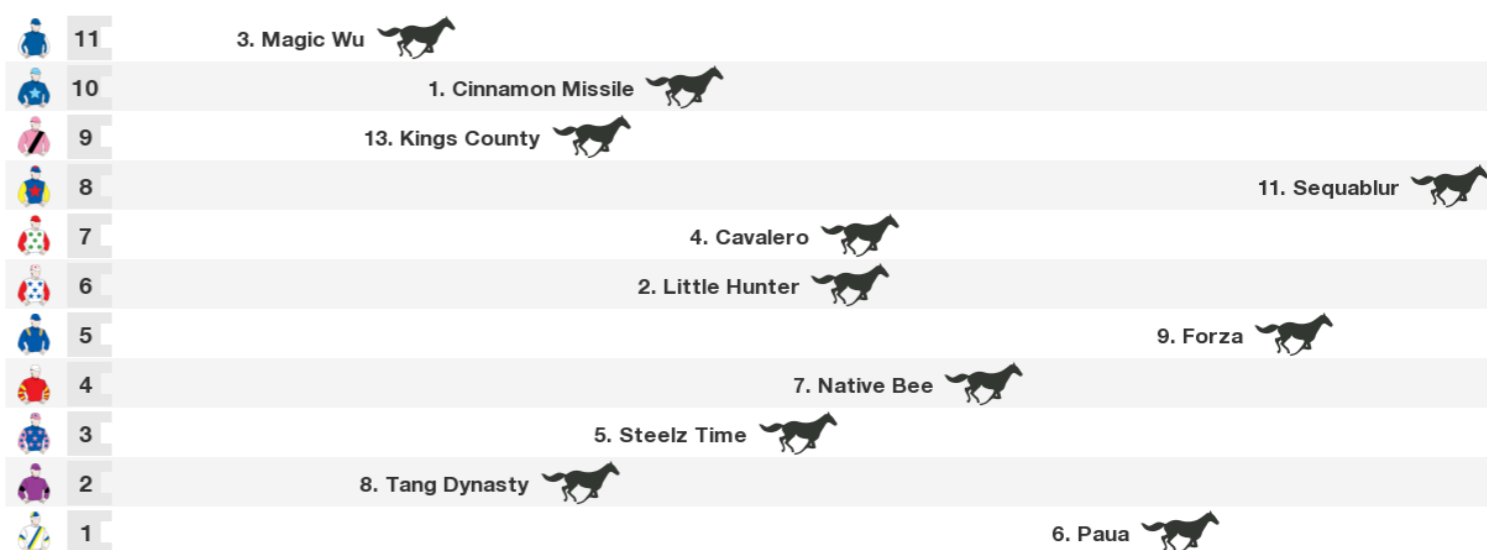 11 3. Magic Wu
10 1. Cinnamon Missile
9 13. Kings County
8 11. Sequablur
7 4. Cavalero
6 2. Little Hunter
5 9. Forza
4 7. Native Bee
3 5. Steelz Time
2 8. Tang Dynasty
1 6. Paua